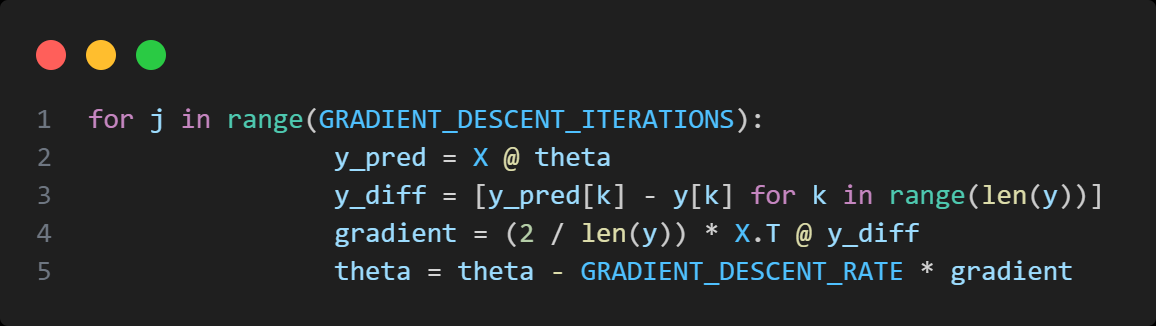 1 for j in range(GRADIENT_DESCENT_ITERATIONS):
2                 y_pred = X @ theta
3                 y_diff = [y_pred[k] - y[k] for k in range(len(y))]
4                 gradient = (2 / len(y)) * X.T @ y_diff
5                 theta = theta - GRADIENT_DESCENT_RATE * gradient